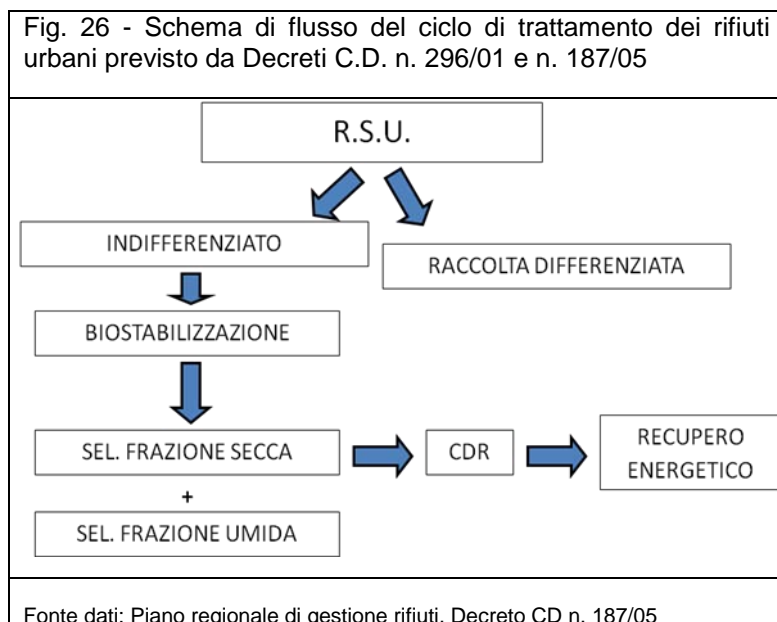 Fig. 26 - Schema di flusso del ciclo di trattamento dei rifiuti
urbani previsto da Decreti C.D. n. 296/01 e n. 187/05
R.S.U.
INDIFFERENZIATO
RACCOLTA DIFFERENZIATA
BIOSTABILIZZAZIONE
SEL. FRAZIONE SECCA
CDR
RECUPERO
ENERGETICO
+
SEL. FRAZIONE UMIDA
Fonte dati: Piano regionale di gestione rifiuti. Decreto CD n. 187/05